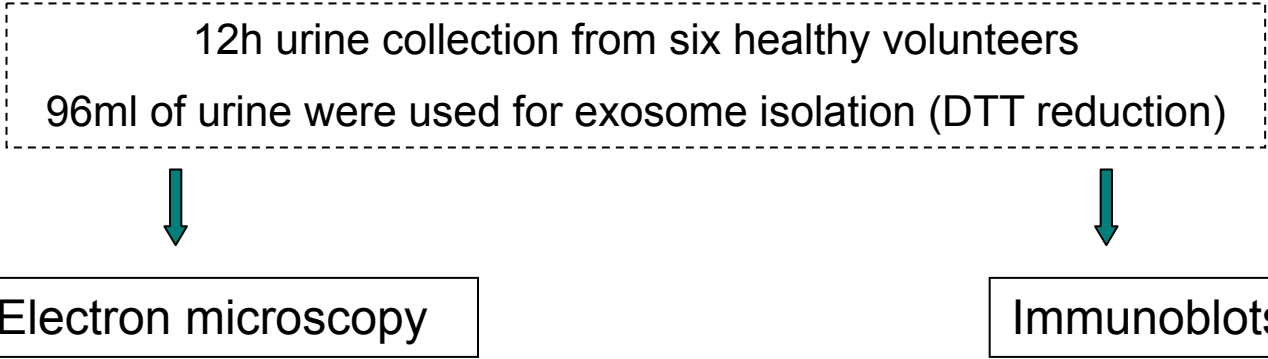 12h urine collection from six healthy volunteers
96ml of urine were used for exosome isolation (DTT reduction)
Electron microscopy
Immunoblots